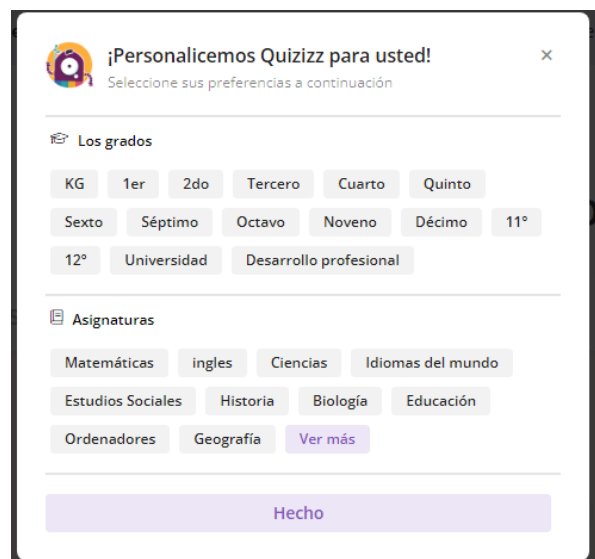 ¡Personalicemos Quizizz para usted!
Seleccione sus preferencias a continuación
Los grados
KG 1er 2do Tercero Cuarto Quinto
Sexto Séptimo Octavo Noveno Décimo 11°
12° Universidad Desarrollo profesional
Asignaturas
Matemáticas ingles Ciencias Idiomas del mundo
Estudios Sociales Historia Biología Educación
Ordenadores Geografía Ver más
Hecho